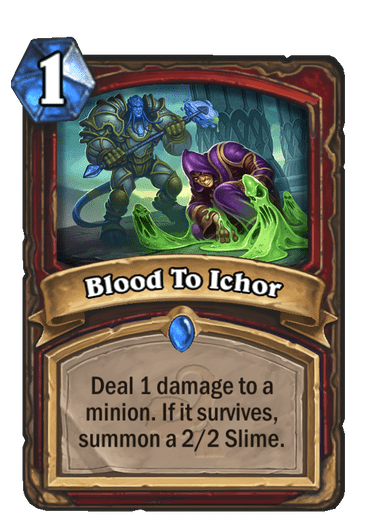 1
Blood To Ichor
Deal 1 damage to a
minion. If it survives,
summon a 2/2 Slime.